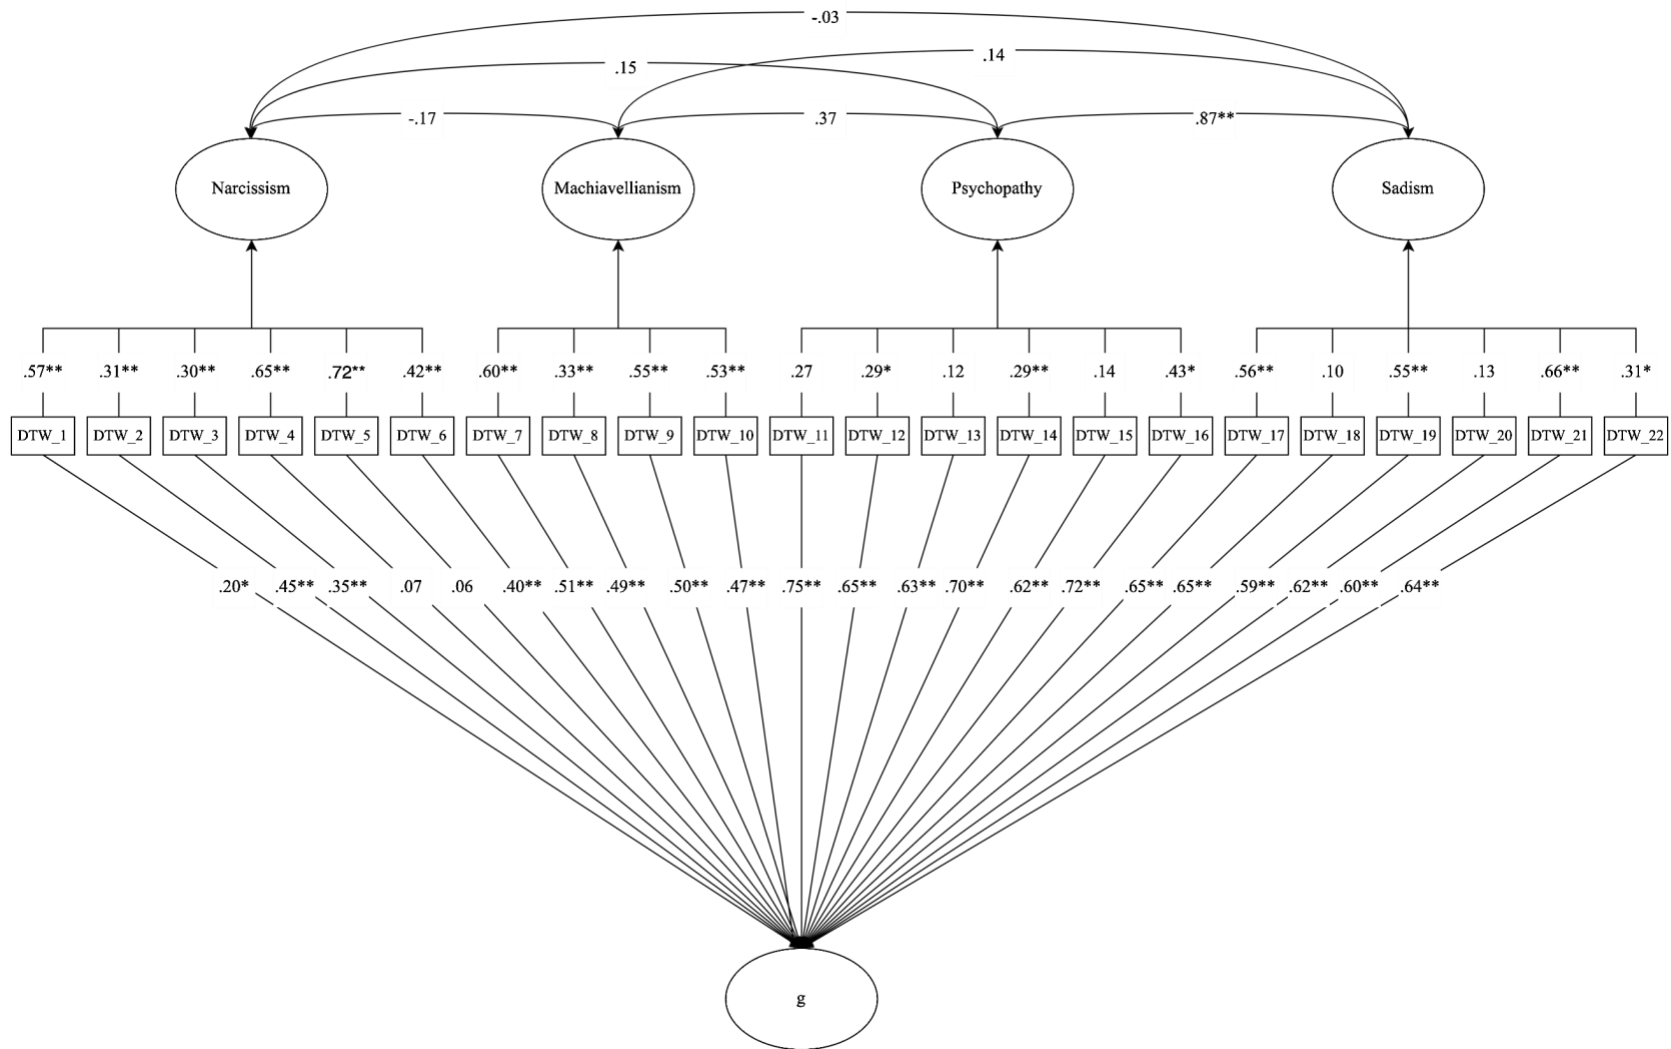 -.03
.14
.15
-.17
.37
.87**
Narcissism Machiavellianism Psychopathy Sadism
.57** .31** .30** .65** .72** .42** .60** .33** .55** .53** .27 .29* .12 .29** .14 .43* .56** .10 .55** .13 .66** .31*
DTW_1 DTW_2 DTW_3 DTW_4 DTW_5 DTW_6 DTW_7 DTW_8 DTW_9 DTW_10 DTW_11 DTW_12 DTW_13 DTW_14 DTW_15 DTW_16 DTW_17 DTW_18 DTW_19 DTW_20 DTW_21 DTW_22
.20* .45** .35** .07 .06 .40** .51** .49** .50** .47** .75** .65** .63** .70** .62** .72** .65** .65** .59** .62** .60** .64**
g